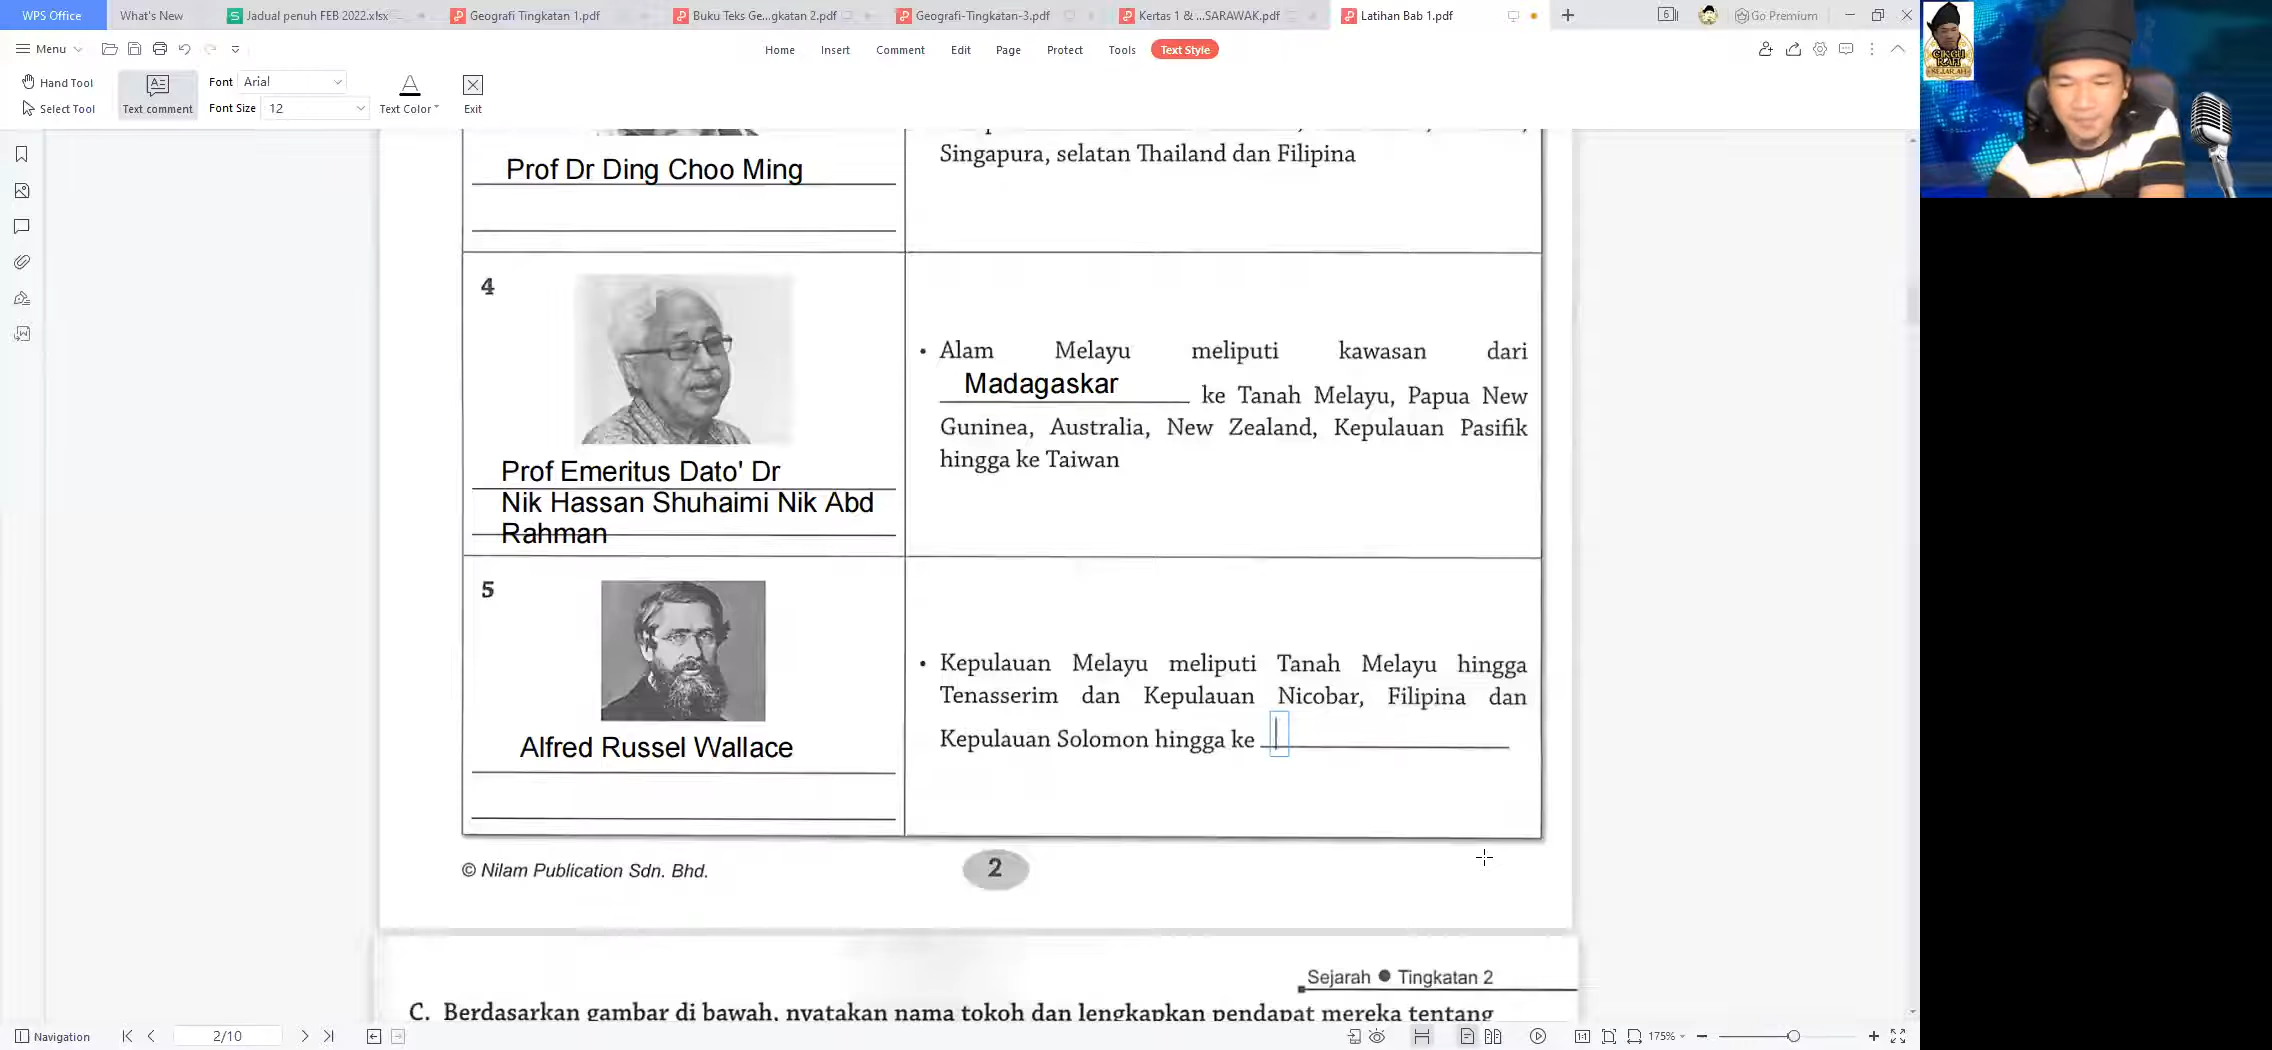 WPS Office
What's New
Jadual penuh FEB 2022.xlsx
Geografi Tingkatan 1.pdf
Buku Teks Ge...gkatan 2.pdf
Geografi-Tingkatan-3.pdf
Kertas 1 & ...SARAWAK.pdf
Latihan Bab 1.pdf
Go Premium
Menu
Home Insert Comment Edit Page Protect Tools Text Style
Hand Tool
Select Tool
Text comment
Font Arial
Font Size 12
Text Color
Exit
CIKGU
RAFI
SEJARAH
Singapura, selatan Thailand dan Filipina
Prof Dr Ding Choo Ming
4
Prof Emeritus Dato' Dr
Nik Hassan Shuhaimi Nik Abd
Rahman
• Alam Melayu meliputi kawasan dari
Madagaskar ke Tanah Melayu, Papua New
Guninea, Australia, New Zealand, Kepulauan Pasifik
hingga ke Taiwan
5
Alfred Russel Wallace
• Kepulauan Melayu meliputi Tanah Melayu hingga
Tenasserim dan Kepulauan Nicobar, Filipina dan
Kepulauan Solomon hingga ke
© Nilam Publication Sdn. Bhd.
2
Sejarah ● Tingkatan 2
C. Berdasarkan gambar di bawah, nyatakan nama tokoh dan lengkapkan pendapat mereka tentang
Navigation
2/10
175%